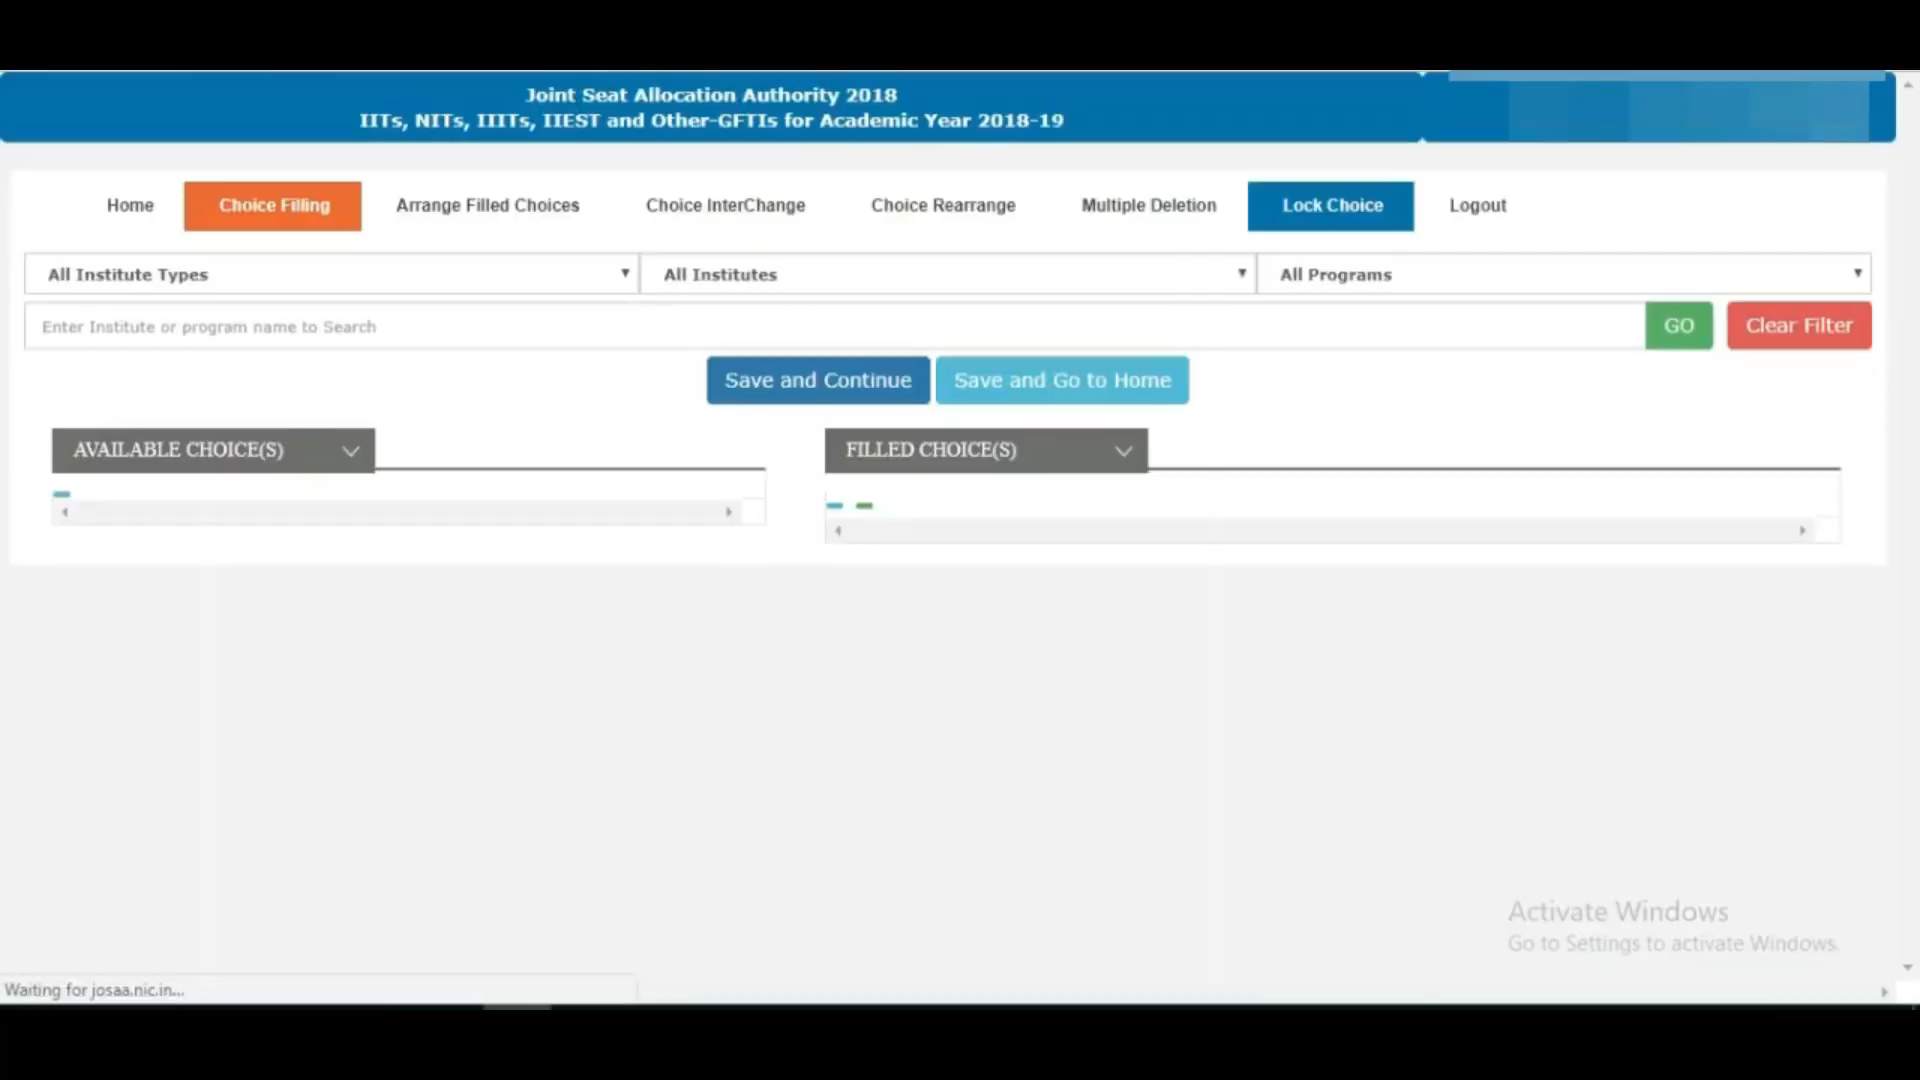 Joint Seat Allocation Authority 2018
IITs, NITs, IIITs, IIEST and Other-GFTIs for Academic Year 2018-19
Home Choice Filling Arrange Filled Choices Choice InterChange Choice Rearrange Multiple Deletion Lock Choice Logout
All Institute Types All Institutes All Programs
Enter Institute or program name to Search GO Clear Filter
Save and Continue Save and Go to Home
AVAILABLE CHOICE(S) FILLED CHOICE(S)
Activate Windows
Go to Settings to activate Windows.
Waiting for josaa.nic.in...